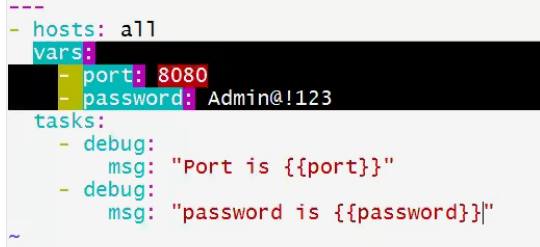 ---
- hosts: all
  vars:
    - port: 8080
    - password: Admin@!123
  tasks:
    - debug:
        msg: "Port is {{port}}"
    - debug:
        msg: "password is {{password}}"
~